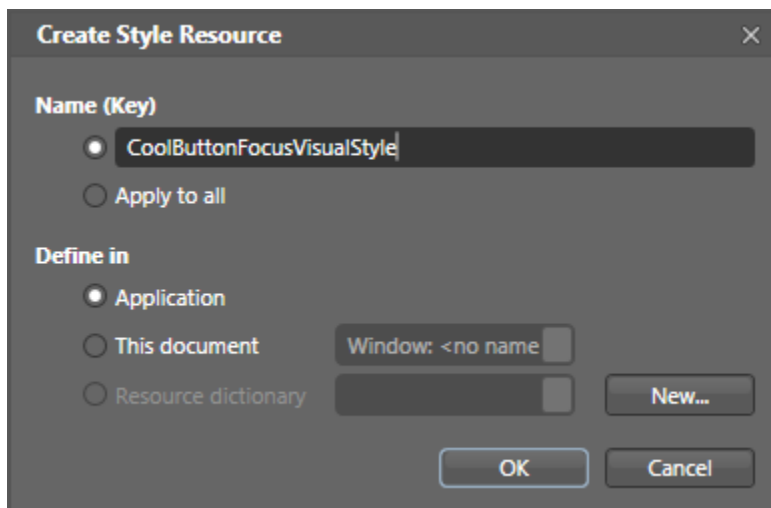 Create Style Resource
Name (Key)
CoolButtonFocusVisualStyle
Apply to all
Define in
Application
This document Window: <no name
Resource dictionary New...
OK Cancel